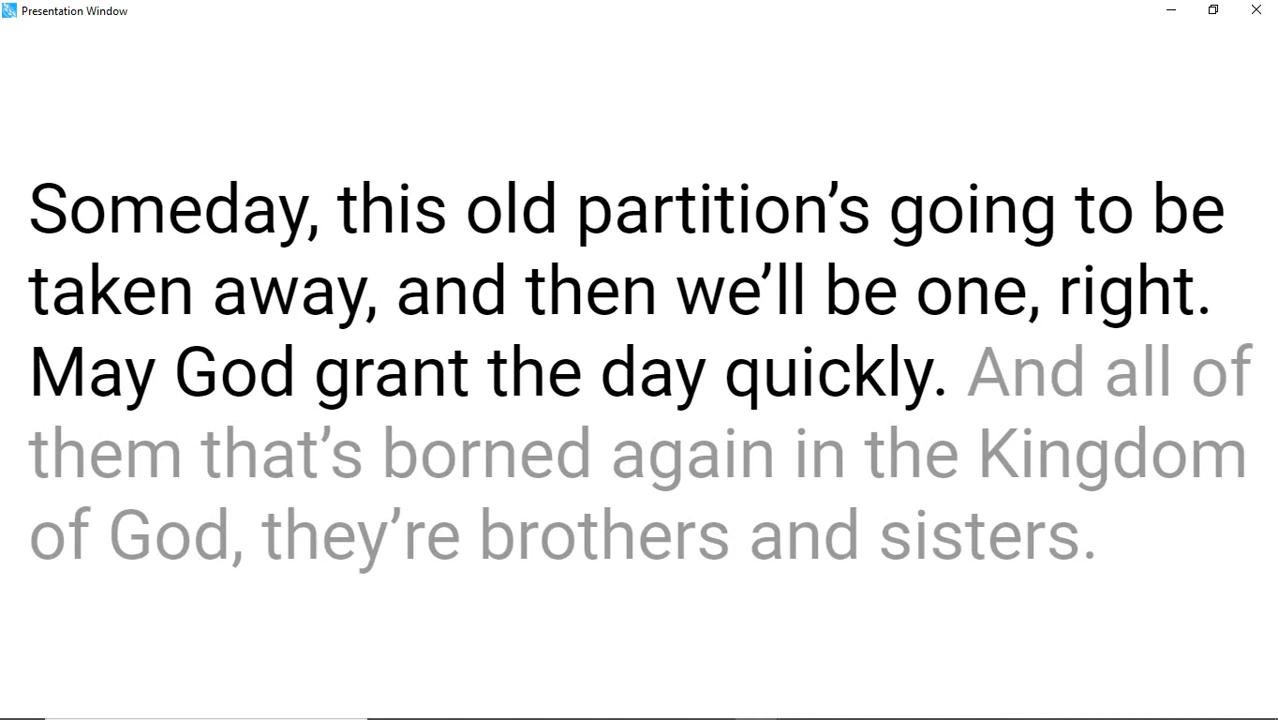 Presentation Window
Someday, this old partition’s going to be
taken away, and then we’ll be one, right.
May God grant the day quickly. And all of
them that’s borned again in the Kingdom
of God, they’re brothers and sisters.